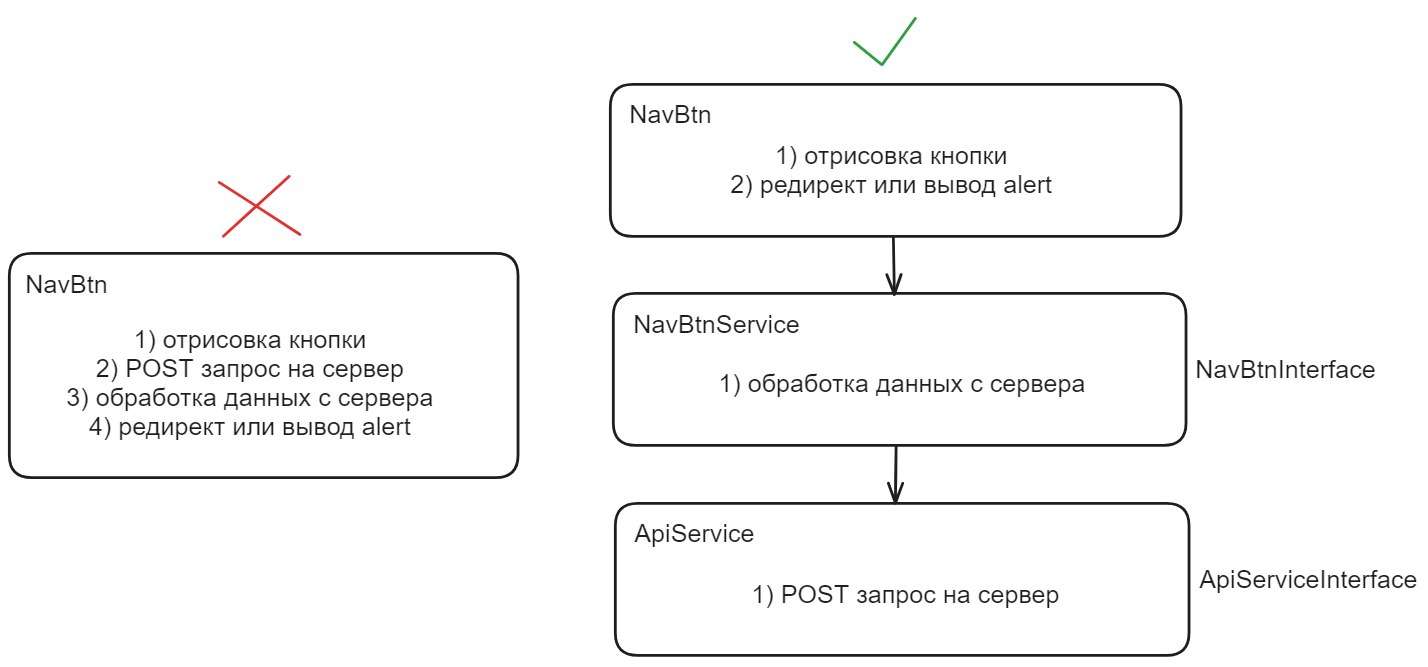 NavBtn
1) отрисовка кнопки
2) POST запрос на сервер
3) обработка данных с сервера
4) редирект или вывод alert
NavBtn
1) отрисовка кнопки
2) редирект или вывод alert
NavBtnService
1) обработка данных с сервера
NavBtnInterface
ApiService
1) POST запрос на сервер
ApiServiceInterface